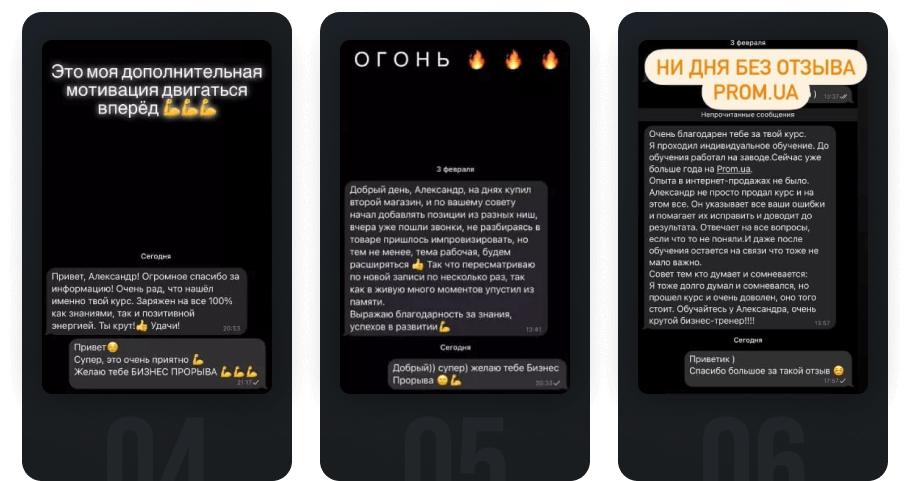 Это моя дополнительная
мотивация двигаться
вперёд 💪💪💪
Сегодня
Привет, Александр! Огромное спасибо за
информацию! Очень рад, что нашёл
именно твой курс. Заряжен на все 100%
как знаниями, так и позитивной
энергией. Ты крут!👍 Удачи!
20:53
Привет😊
Супер, это очень приятно 💪
Желаю тебе БИЗНЕС ПРОРЫВА 💪💪💪
21:17
04
ОГОНЬ 🔥 🔥 🔥
3 февраля
Добрый день, Александр, на днях купил
второй магазин, и по вашему совету
начал добавлять позиции из разных ниш,
вчера уже пошли звонки, не разбираясь в
товаре пришлось импровизировать, но
тем не менее, тема рабочая, будем
расширяться 👍 Так что пересматриваю
по новой записи по несколько раз, так
как в живую много моментов упустил из
памяти.
Выражаю благодарность за знания,
успехов в развитии💪
13:41
Сегодня
Добрый)) супер) желаю тебе Бизнес
Прорыва 😊💪
20:33
05
3 февраля
НИ ДНЯ БЕЗ ОТЗЫВА
PROM.UA
) 13:37
Непрочитанные сообщения
Очень благодарен тебе за твой курс.
Я проходил индивидуальное обучение. До
обучения работал на заводе.Сейчас уже
больше года на Prom.ua.
Опыта в интернет-продажах не было.
Александр не просто продал курс и на
этом все. Он указывает все ваши ошибки
и помагает их исправить и доводит до
результата. Отвечает на все вопросы,
если что то не поняли.И даже после
обучения остается на связи что тоже не
мало важно.
Совет тем кто думает и сомневается:
Я тоже долго думал и сомневался, но
прошел курс и очень доволен, оно того
стоит. Обучайтесь у Александра, очень
крутой бизнес-тренер!!!!
13:57
Сегодня
Приветик )
Спасибо большое за такой отзыв 😊
17:57
06